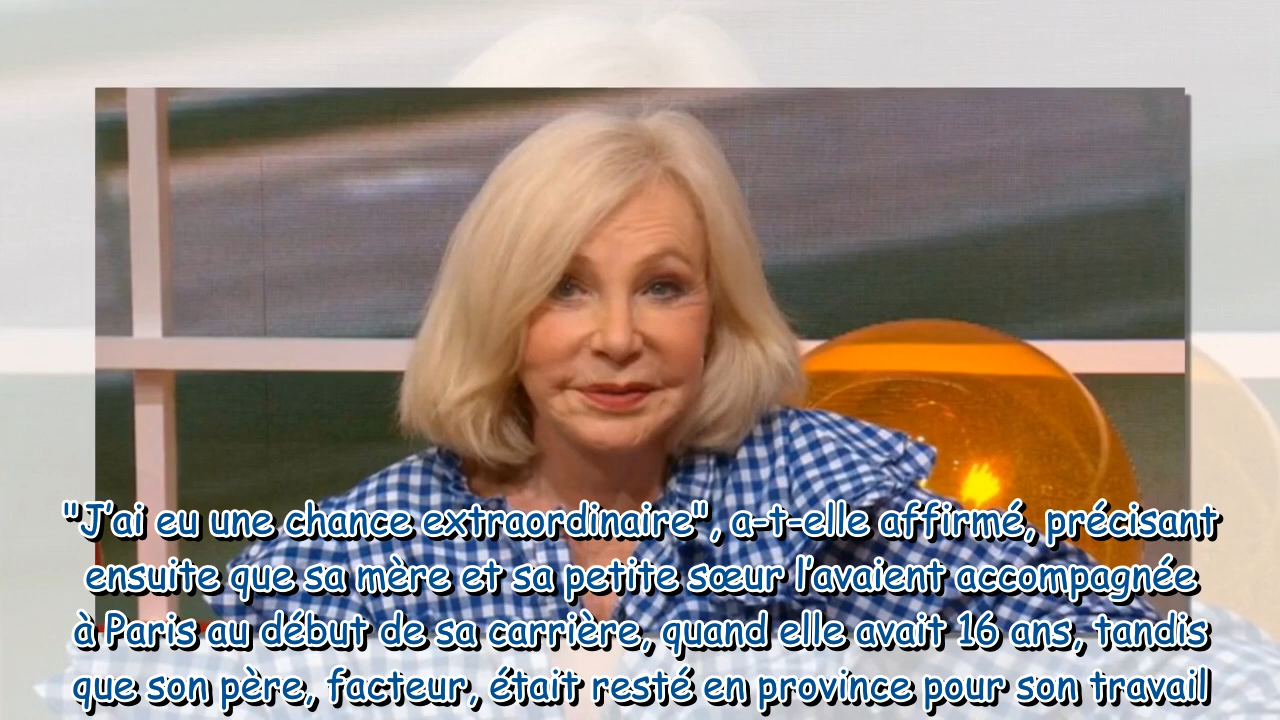 "J’ai eu une chance extraordinaire", a-t-elle affirmé, précisant
ensuite que sa mère et sa petite sœur l’avaient accompagnée
à Paris au début de sa carrière, quand elle avait 16 ans, tandis
que son père, facteur, était resté en province pour son travail